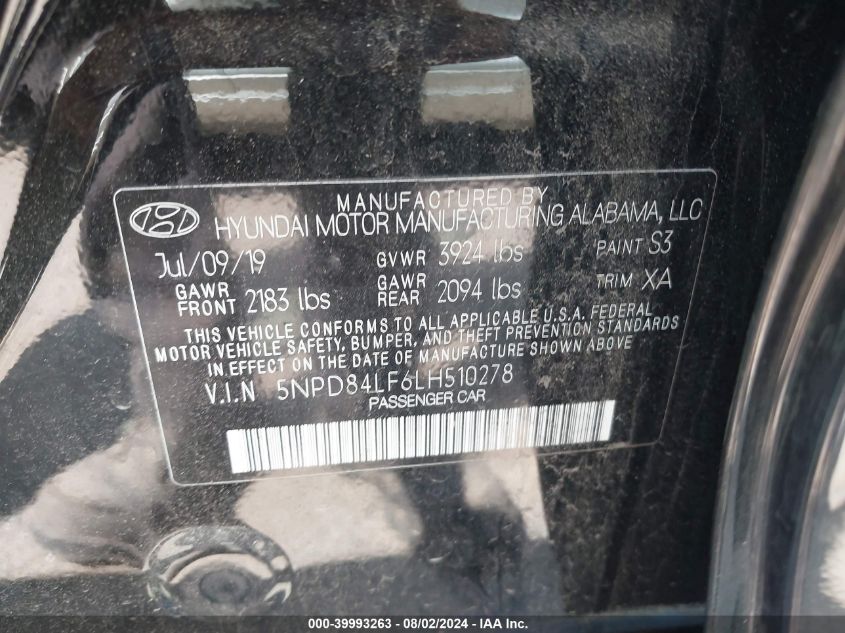 MANUFACTURED BY
HYUNDAI MOTOR MANUFACTURING ALABAMA, LLC
Jul/09/19 GVWR 3924 lbs PAINT S3
GAWR FRONT 2183 lbs GAWR REAR 2094 lbs TRIM XA
THIS VEHICLE CONFORMS TO ALL APPLICABLE U.S.A. FEDERAL
MOTOR VEHICLE SAFETY, BUMPER, AND THEFT PREVENTION STANDARDS
IN EFFECT ON THE DATE OF MANUFACTURE SHOWN ABOVE
V.I.N 5NPD84LF6LH510278
PASSENGER CAR
000-39993263 - 08/02/2024 - IAA Inc.